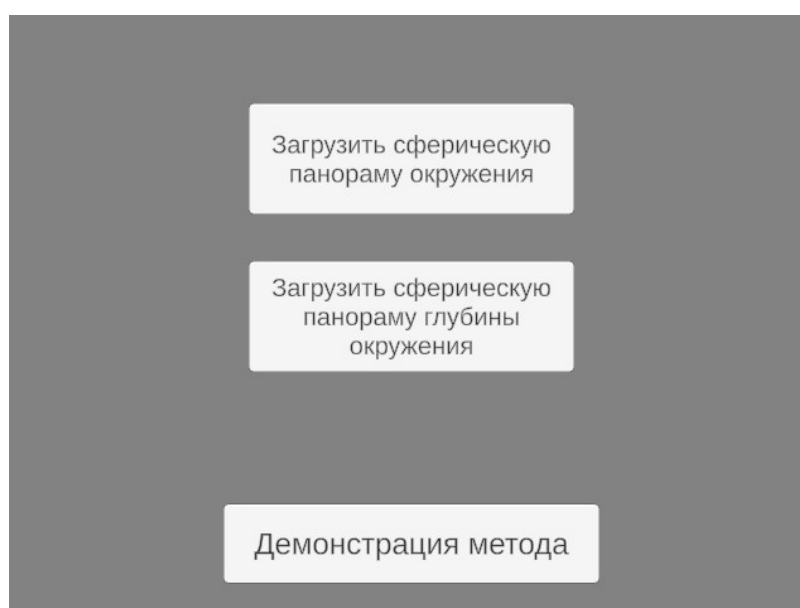 Загрузить сферическую
панораму окружения
Загрузить сферическую
панораму глубины
окружения
Демонстрация метода